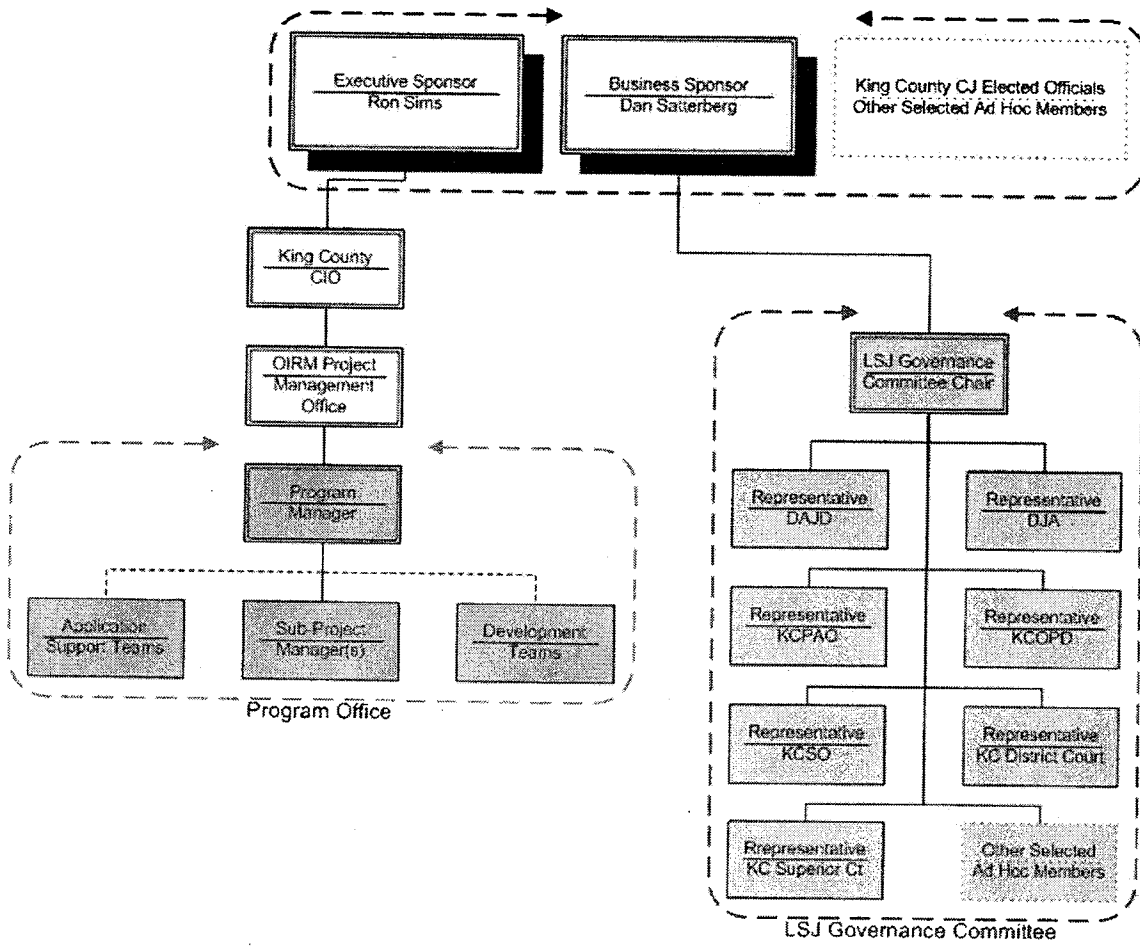 Executive Sponsor
Ron Sims
Business Sponsor
Dan Satterberg
King County CJ Elected Officials
Other Selected Ad Hoc Members
King County
CIO
OIRM Project
Management
Office
Program
Manager
Application
Support Teams
Sub-Project
Manager(s)
Development
Teams
Program Office
LSJ Governance
Committee Chair
Representative
DAJD
Representative
DJA
Representative
KCPAO
Representative
KCOPD
Representative
KCSO
Representative
KC District Court
Rrepresentative
KC Superior Ct
Other Selected
Ad Hoc Members
LSJ Governance Committee